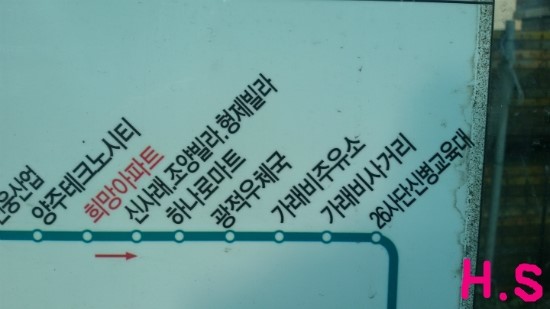 양주테크노시티
희망아파트
신사래.조양빌라 형제빌라
하나로마트
광적우체국
가래비주유소
가래비사거리
26사단신병교육대
H.S